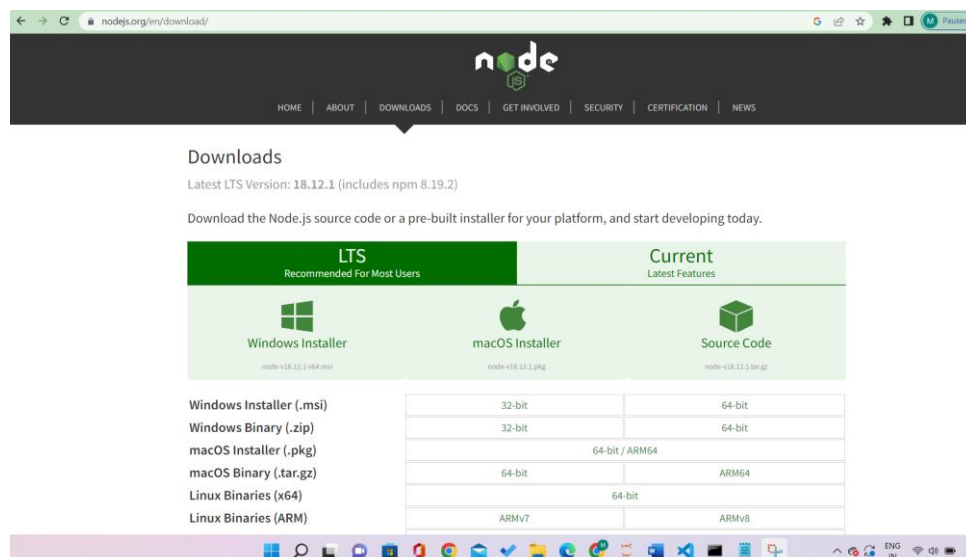 nodejs.org/en/download/
M Paused
node
JS
HOME | ABOUT | DOWNLOADS | DOCS | GET INVOLVED | SECURITY | CERTIFICATION | NEWS
Downloads
Latest LTS Version: 18.12.1 (includes npm 8.19.2)
Download the Node.js source code or a pre-built installer for your platform, and start developing today.
LTS Current
Recommended For Most Users Latest Features
Windows Installer macOS Installer Source Code
node-v18.12.1-x64.msi node-v18.12.1.pkg node-v18.12.1.tar.gz
Windows Installer (.msi) 32-bit 64-bit
Windows Binary (.zip) 32-bit 64-bit
macOS Installer (.pkg) 64-bit / ARM64
macOS Binary (.tar.gz) 64-bit ARM64
Linux Binaries (x64) 64-bit
Linux Binaries (ARM) ARMv7 ARMv8
ENG
IN